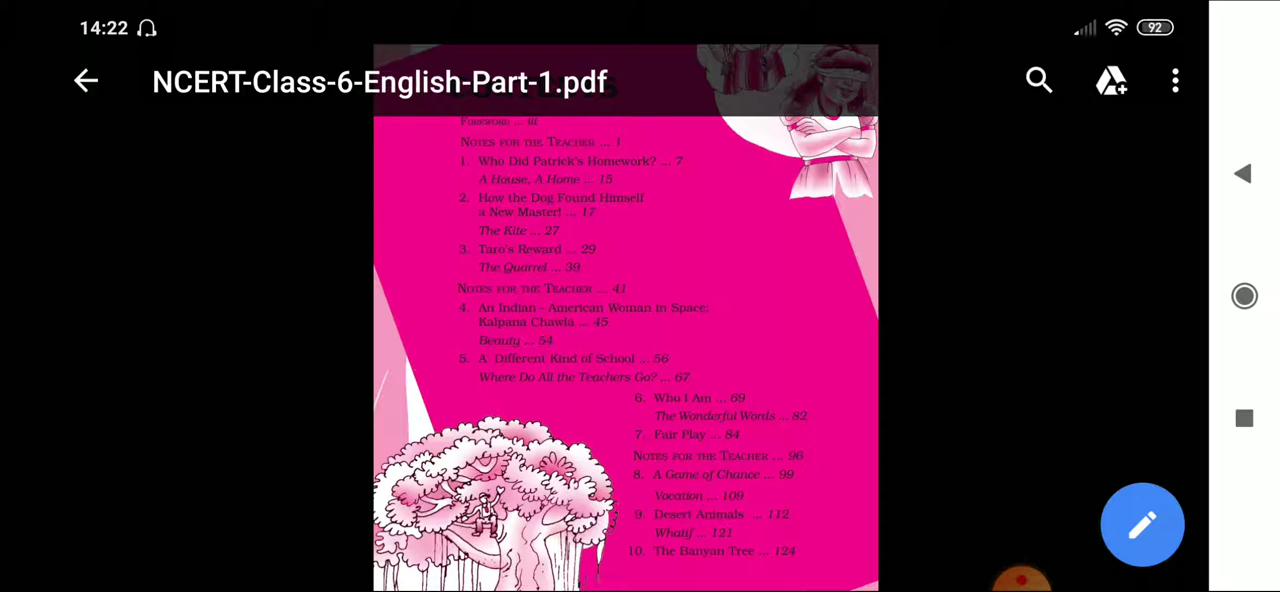 14:22
92
NCERT-Class-6-English-Part-1.pdf
FOREWORD ... iii
NOTES FOR THE TEACHER ... 1
1. Who Did Patrick's Homework? ... 7
A House, A Home ... 15
2. How the Dog Found Himself
a New Master! ... 17
The Kite ... 27
3. Taro's Reward ... 29
The Quarrel ... 39
NOTES FOR THE TEACHER ... 41
4. An Indian - American Woman in Space:
Kalpana Chawla ... 45
Beauty ... 54
5. A Different Kind of School ... 56
Where Do All the Teachers Go? ... 67
6. Who I Am ... 69
The Wonderful Words ... 82
7. Fair Play ... 84
NOTES FOR THE TEACHER ... 96
8. A Game of Chance ... 99
Vocation ... 109
9. Desert Animals ... 112
Whatif ... 121
10. The Banyan Tree ... 124